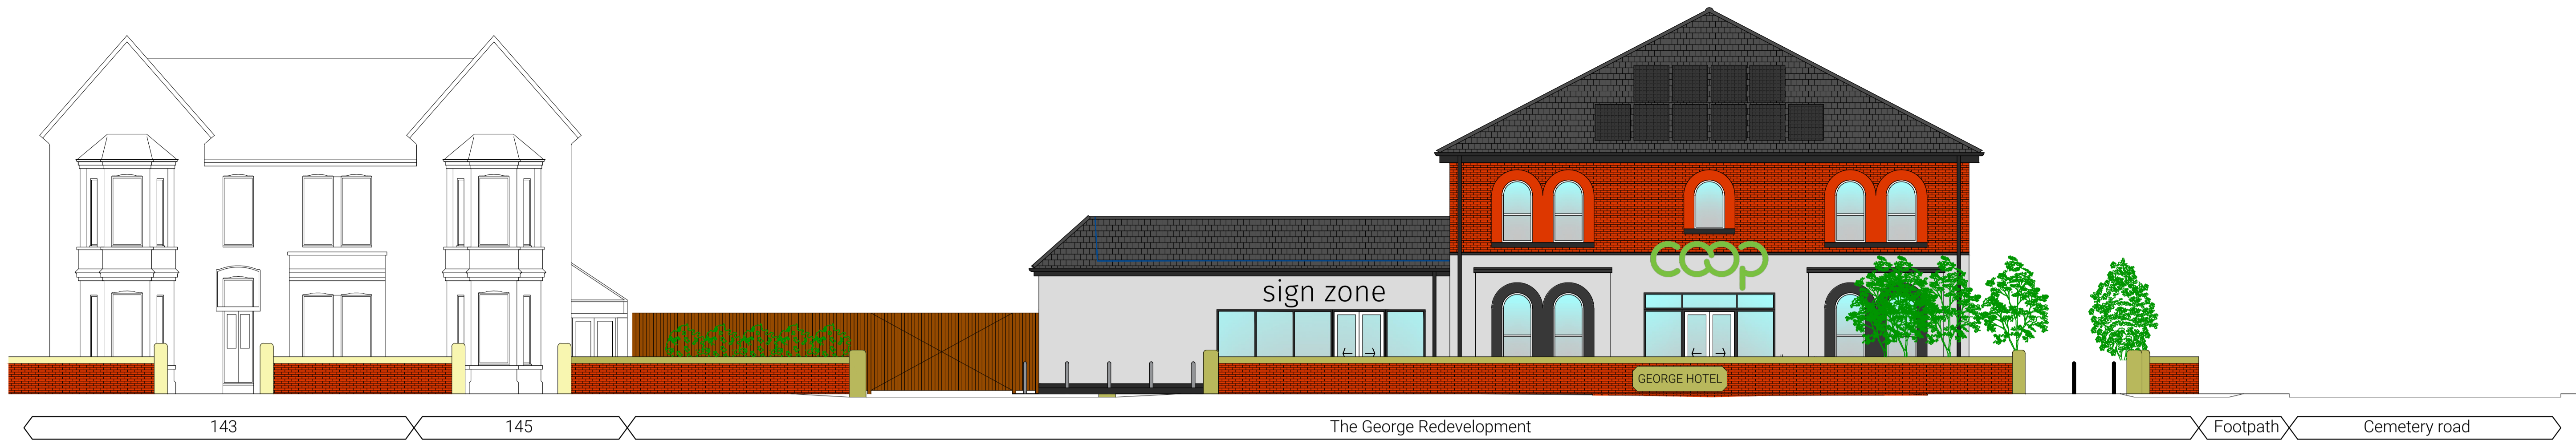 coop
sign zone
GEORGE HOTEL
143
145
The George Redevelopment
Footpath
Cemetery road